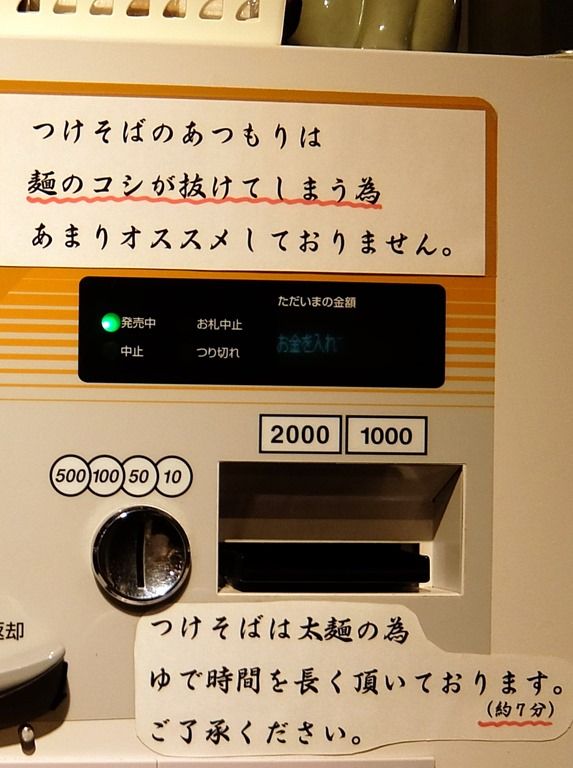 つけそばのあつもりは
麺のコシが抜けてしまう為
あまりオススメしておりません。
ただいまの金額
発売中 お札中止
お金を入れ
中止 つり切れ
2000 1000
500 100 50 10
返却
つけそばは太麺の為
ゆで時間を長く頂いております。
(約7分)
ご了承ください。